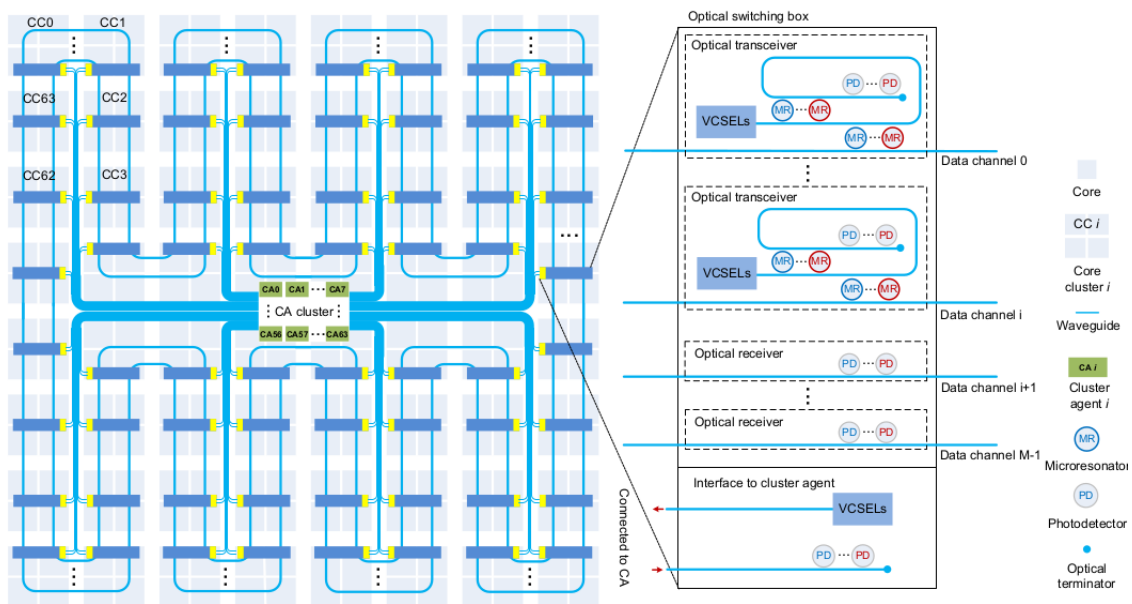 CC0
CC1
CC63
CC2
CC62
CC3
CA0
CA1
CA7
CA cluster
CA56
CA57
CA63
Optical switching box
Optical transceiver
PD
PD
VCSELs
MR
MR
MR
MR
Data channel 0
Optical transceiver
PD
PD
VCSELs
MR
MR
MR
MR
Data channel i
Optical receiver
PD
PD
Data channel i+1
Optical receiver
PD
PD
Data channel M-1
Interface to cluster agent
VCSELs
PD
PD
Connected to CA
Core
CC i
Core
cluster i
Waveguide
CA i
Cluster
agent i
MR
Microresonator
PD
Photodetector
Optical
terminator